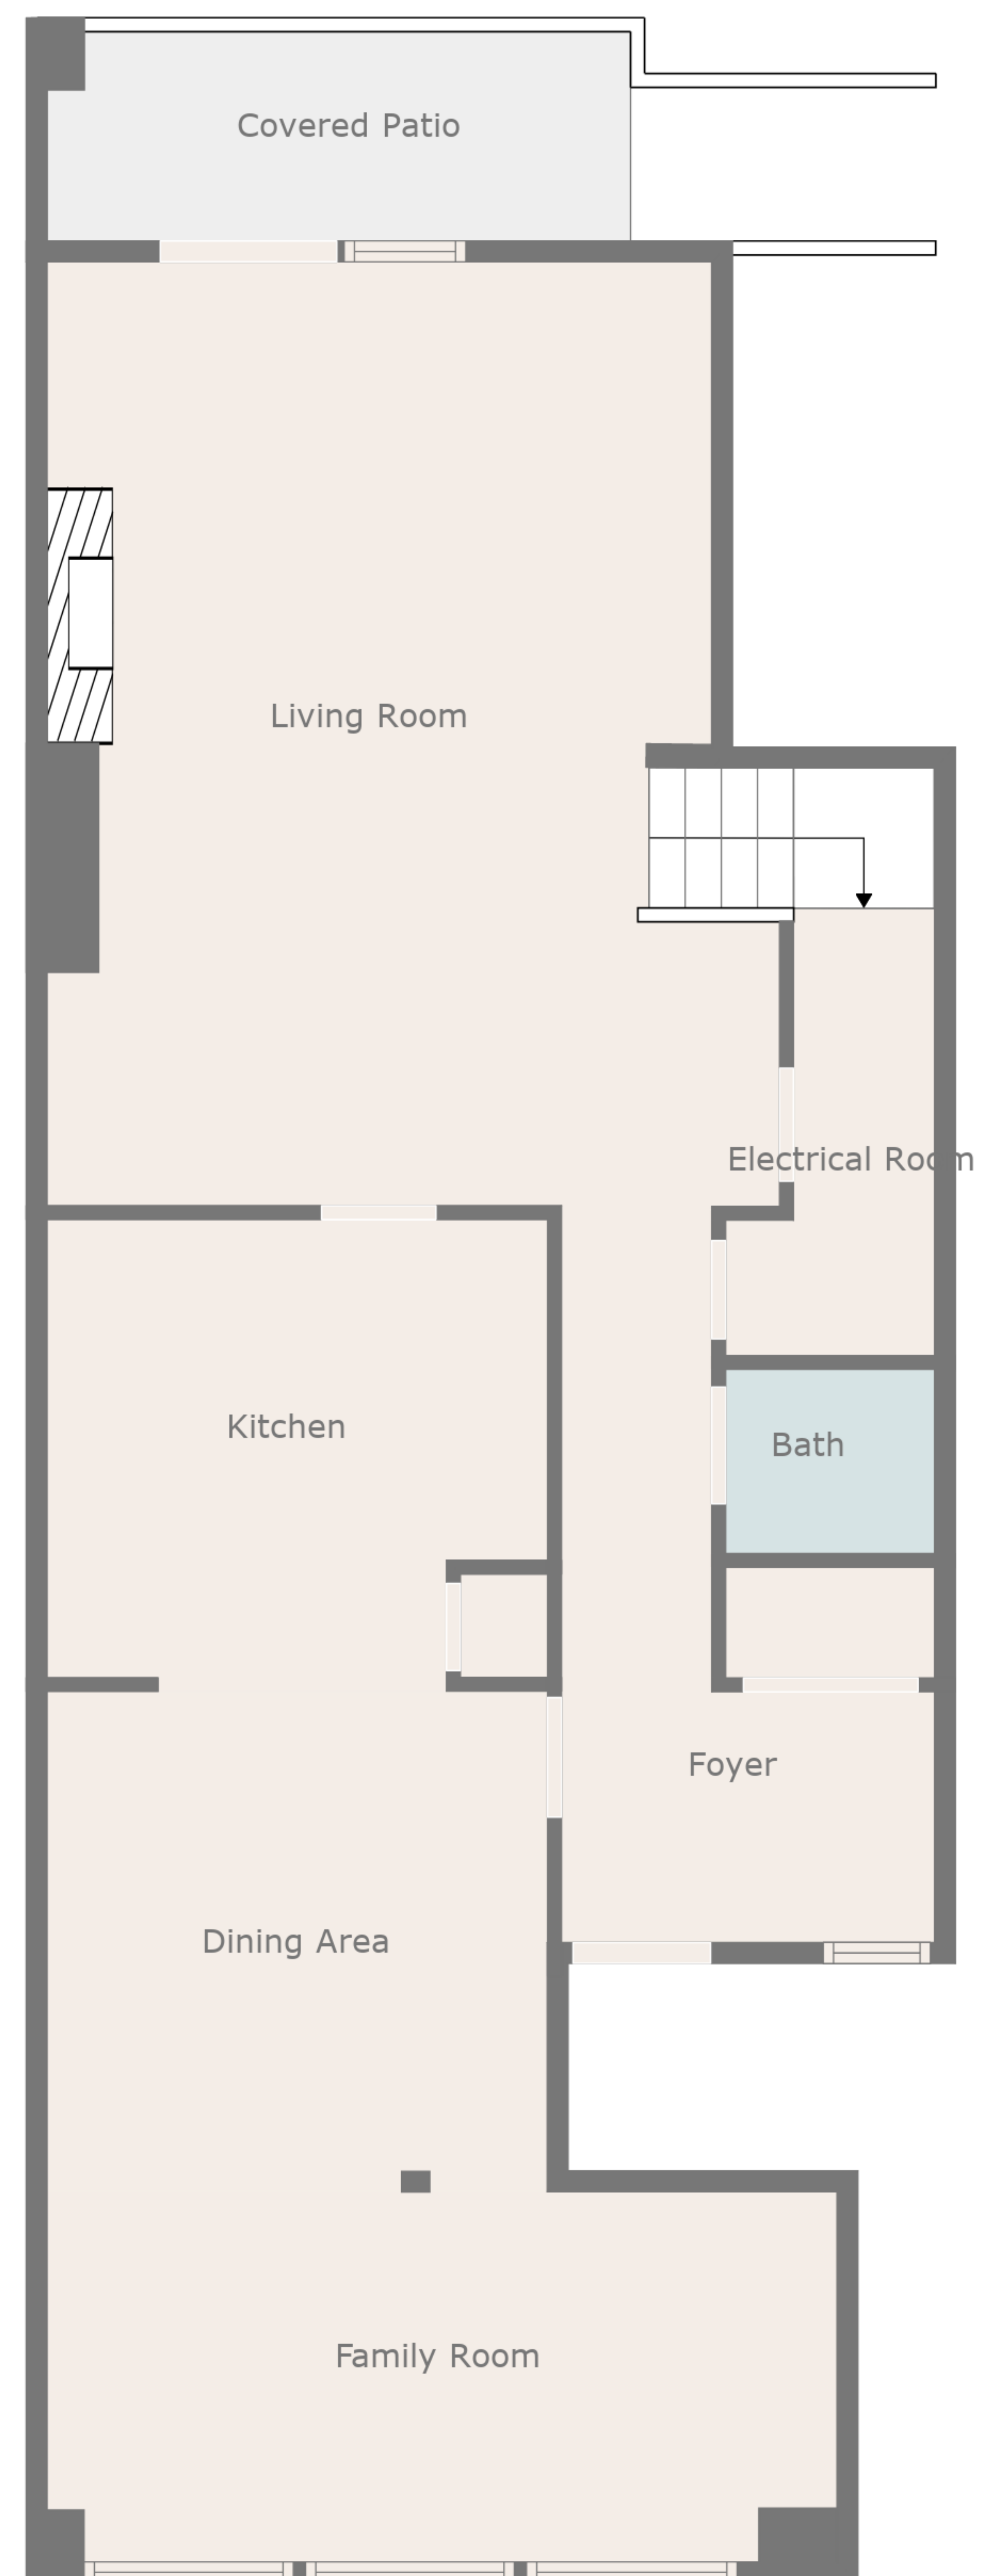 Covered Patio
Living Room
Electrical Room
Kitchen
Bath
Foyer
Dining Area
Family Room